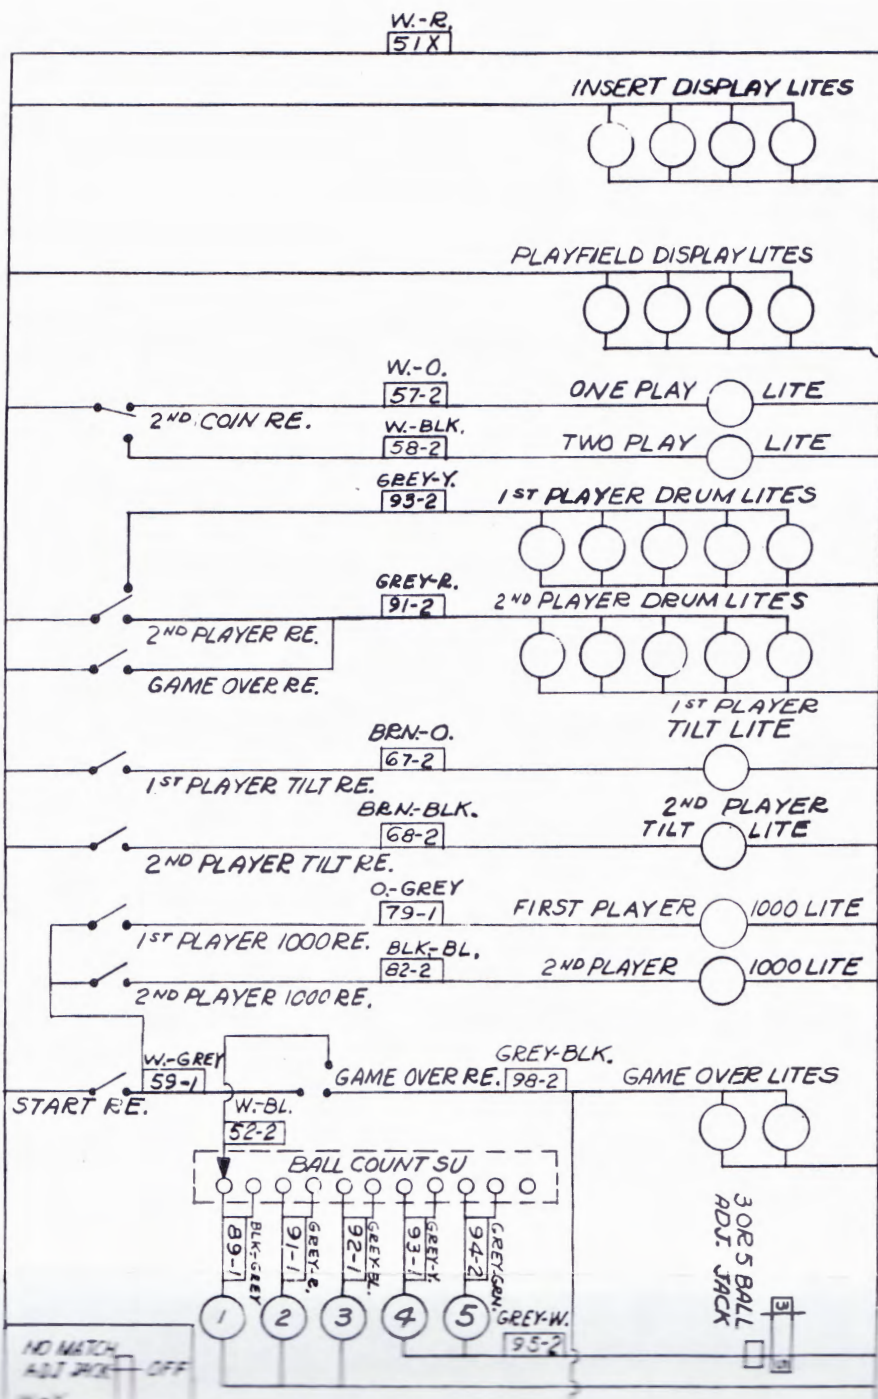 W.-R.
51X
INSERT DISPLAY LITES
PLAYFIELD DISPLAY LITES
W.-O.
57-2
ONE PLAY LITE
2ND COIN RE.
W.-BLK.
58-2
TWO PLAY LITE
GREY-Y.
93-2
1ST PLAYER DRUM LITES
GREY-R.
91-2
2ND PLAYER DRUM LITES
2ND PLAYER RE.
GAME OVER RE.
1ST PLAYER
TILT LITE
BRN.-O.
67-2
1ST PLAYER TILT RE.
BRN.-BLK.
68-2
2ND PLAYER
TILT LITE
2ND PLAYER TILT RE.
O.-GREY
79-1
FIRST PLAYER 1000 LITE
1ST PLAYER 1000 RE.
BLK-BL.
82-2
2ND PLAYER 1000 LITE
2ND PLAYER 1000 RE.
W.-GREY
59-1
START RE.
GAME OVER RE.
GREY-BLK.
98-2
GAME OVER LITES
W.-BL.
52-2
BALL COUNT SU
89-1
BLK-GREY
91-1
GREY-R.
92-1
GREY-BL.
93-1
GREY-Y.
94-2
GREY-GRN.
3 OR 5 BALL
ADJ. JACK
3
5
1
2
3
4
5
GREY-W.
95-2
NO MATCH
ADJ JACK
OFF